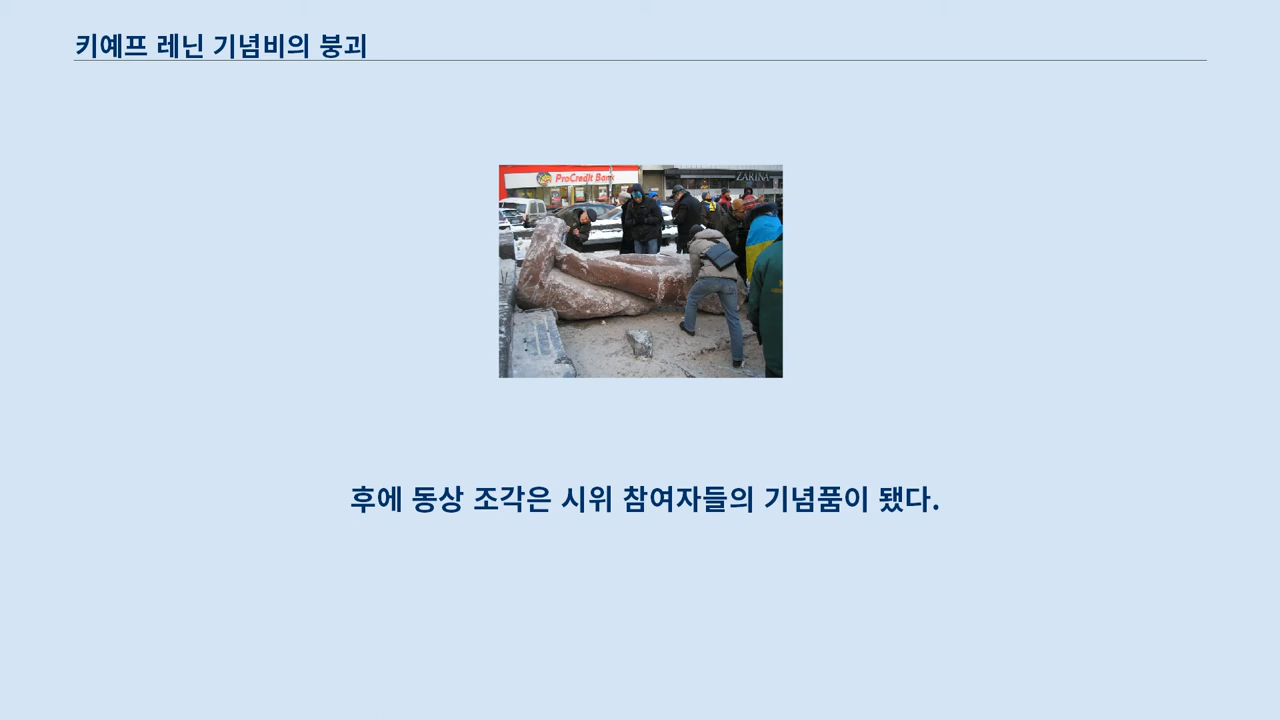 키예프 레닌 기념비의 붕괴
ProCredit Bank
ZARINA
후에 동상 조각은 시위 참여자들의 기념품이 됐다.